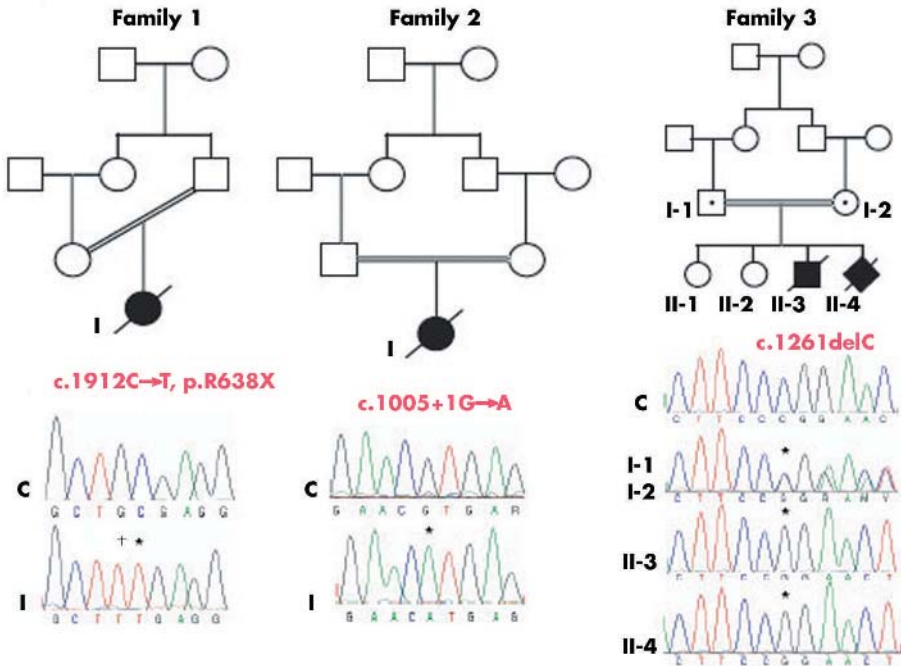 Family 1
Family 2
Family 3
I-1
I-2
II-1
II-2
II-3
II-4
I
I
c.1912C→T, p.R638X
c.1005+1G→A
c.1261delC
C
G C T G C G A G G
† *
I
G C T T T G A G G
C
G A A C G T G A R
*
I
G A A C A T G A G
C
C T T C C C G G A A C
I-1
I-2
*
C T T C C G G R A M Y
II-3
*
C T T C C G G A A C T
II-4
*
C T T C C G G A A C T